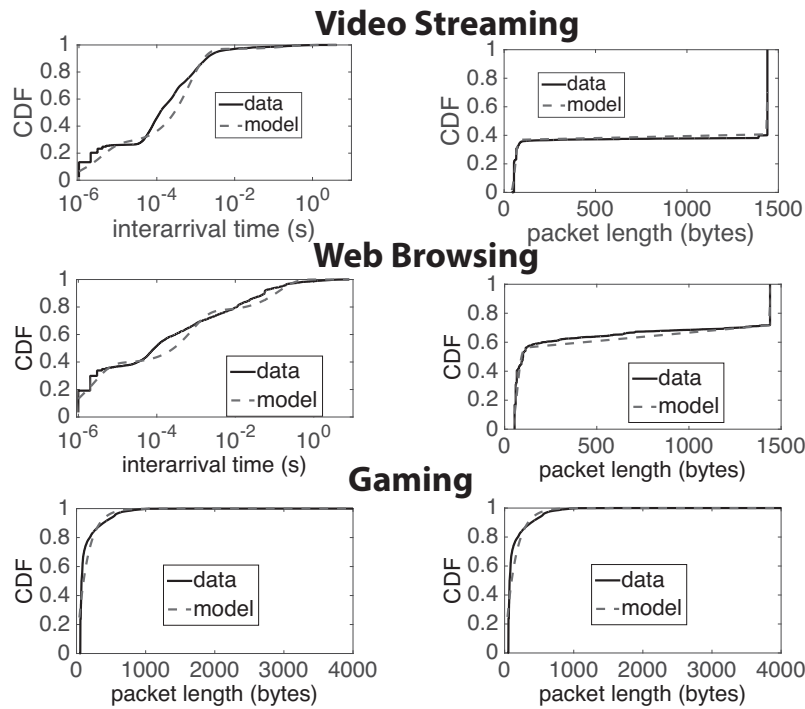 Video Streaming
1
0.8
0.6
0.4
0.2
0
CDF
data
model
10-6 10-4 10-2 100
interarrival time (s)
1
0.8
0.6
0.4
0.2
0
CDF
data
model
0 500 1000 1500
packet length (bytes)
Web Browsing
1
0.8
0.6
0.4
0.2
0
CDF
data
model
10-6 10-4 10-2 100
interarrival time (s)
1
0.8
0.6
0.4
0.2
0
CDF
data
model
0 500 1000 1500
packet length (bytes)
Gaming
1
0.8
0.6
0.4
0.2
0
CDF
data
model
0 1000 2000 3000 4000
packet length (bytes)
1
0.8
0.6
0.4
0.2
0
CDF
data
model
0 1000 2000 3000 4000
packet length (bytes)